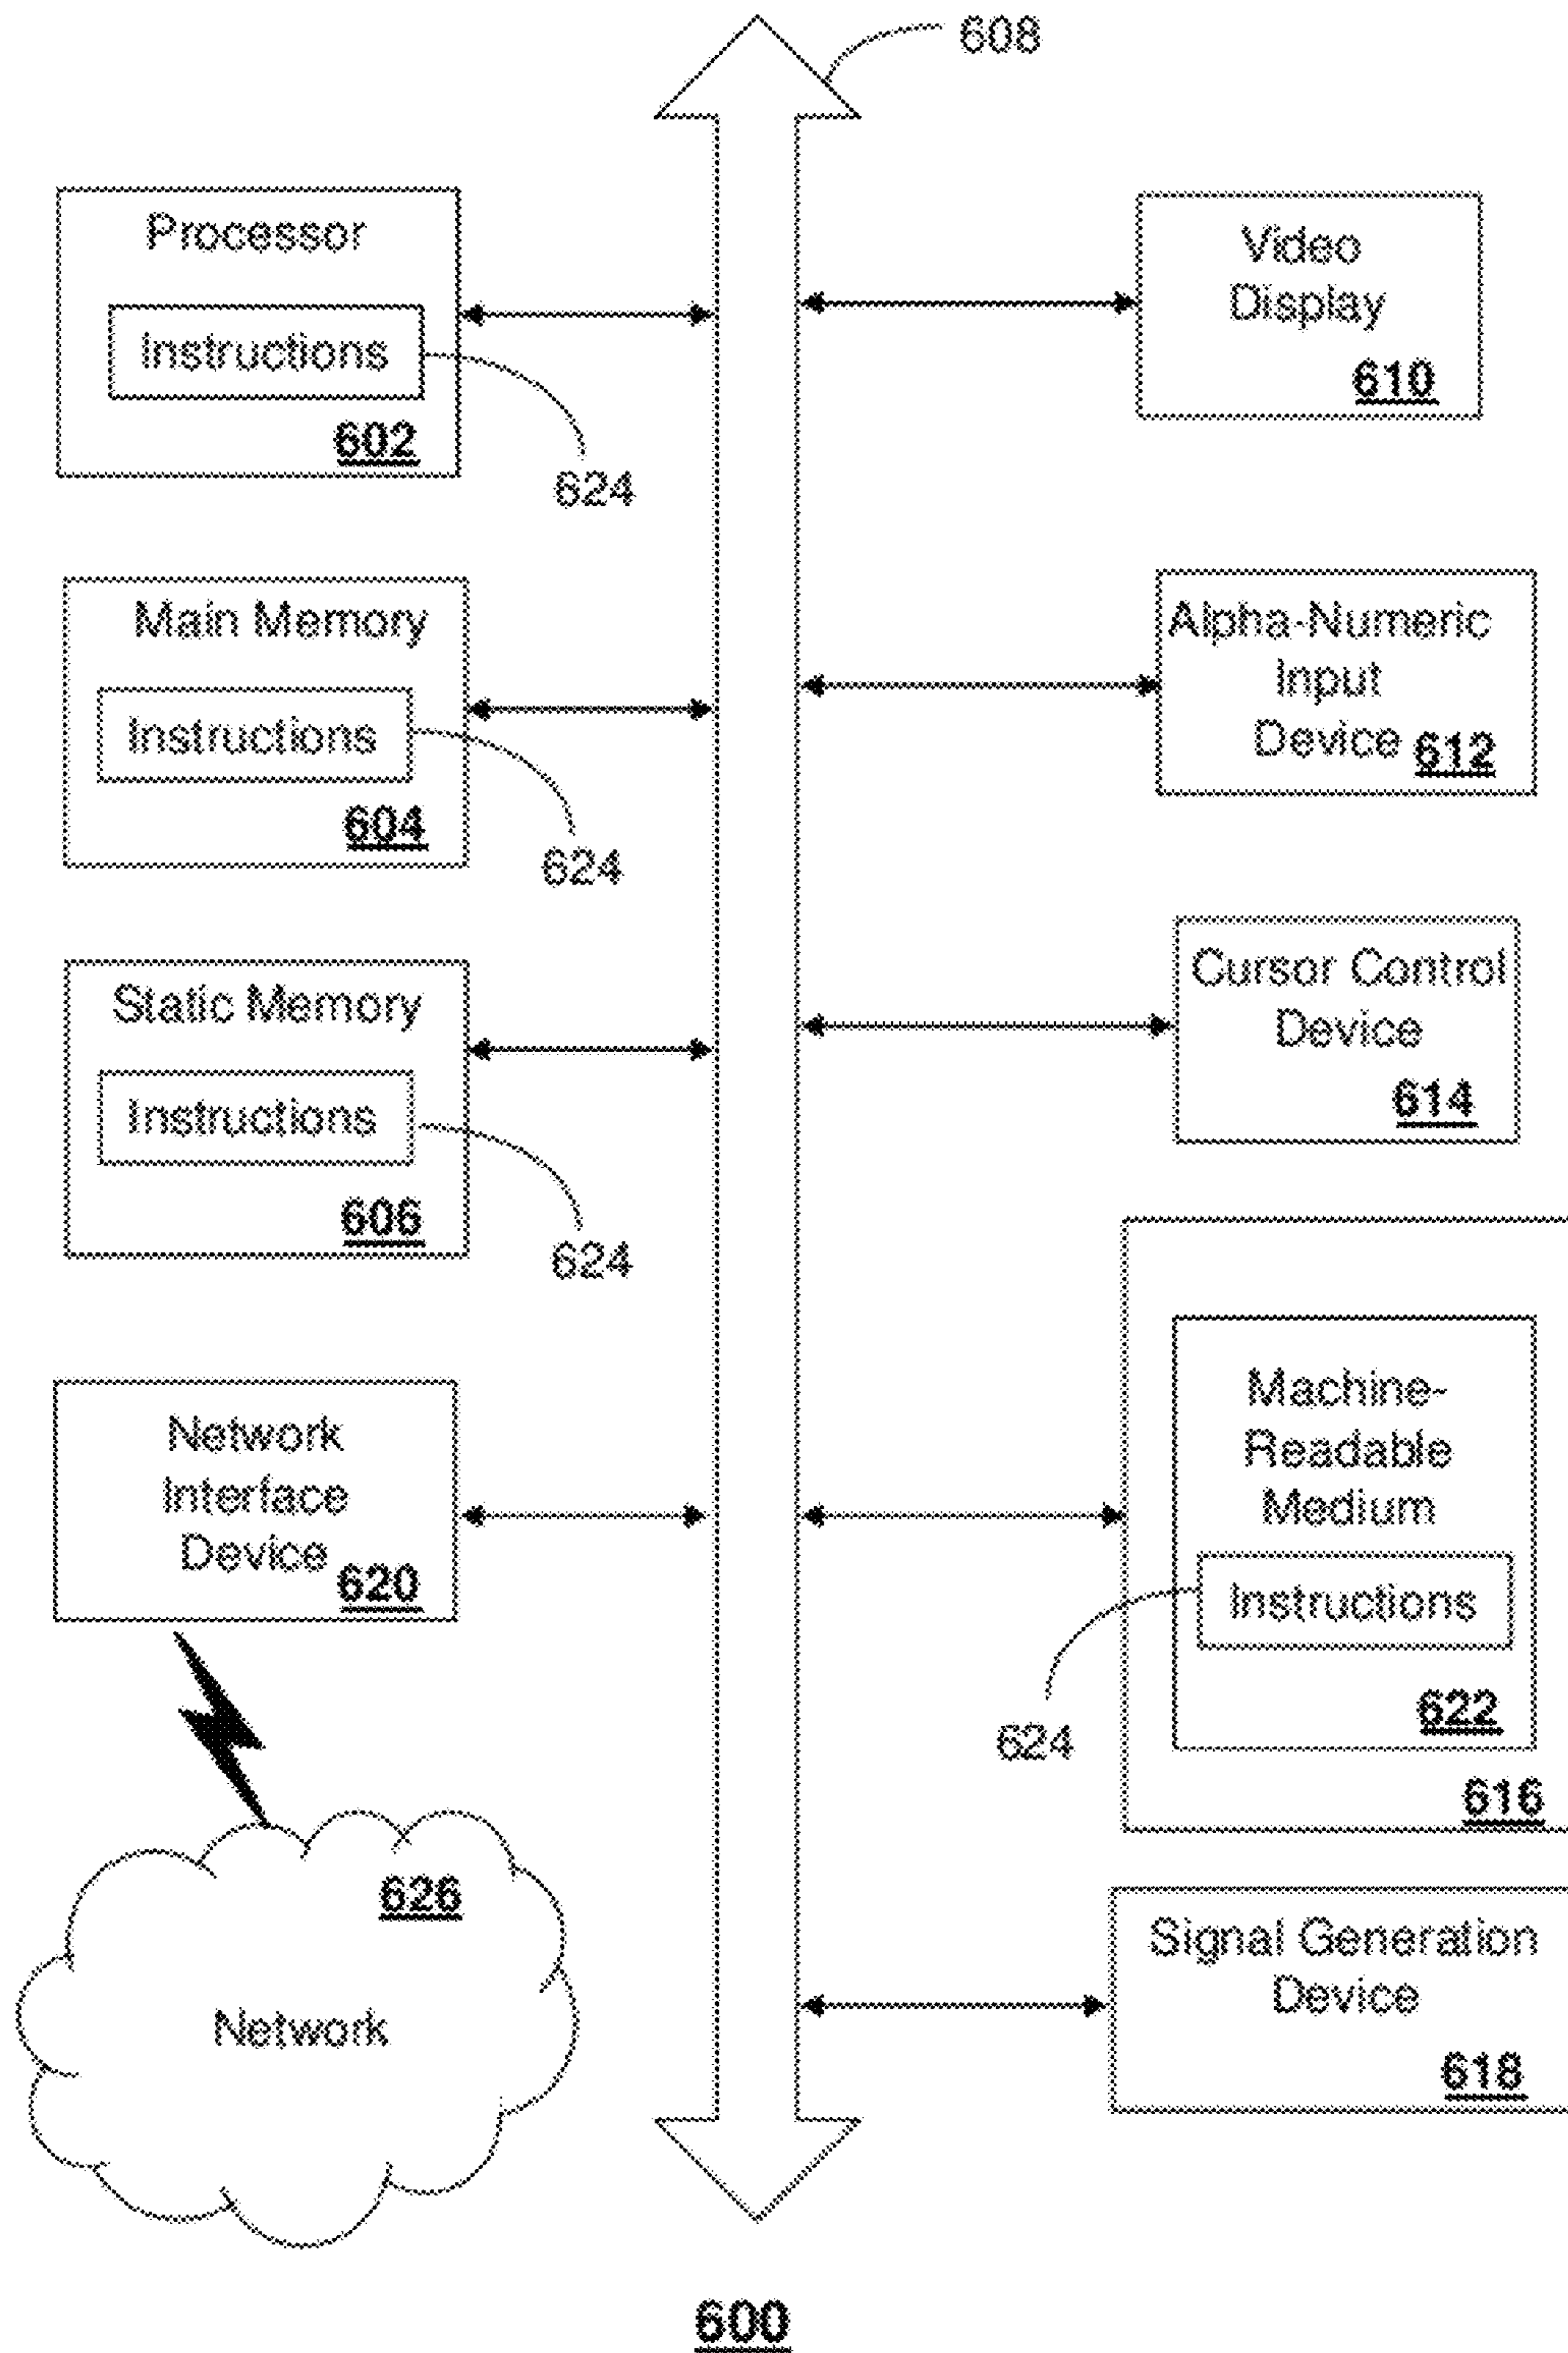 608
Processor
Instructions
602
624
Main Memory
Instructions
604
624
Static Memory
Instructions
606
624
Network
Interface
Device
620
626
Network
Video
Display
610
Alpha-Numeric
Input
Device 612
Cursor Control
Device
614
Machine-
Readable
Medium
Instructions
624
622
616
Signal Generation
Device
618
600